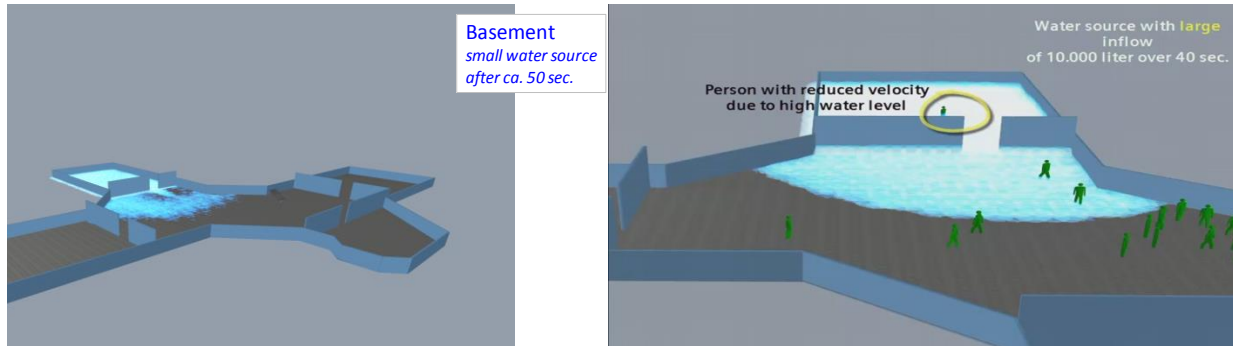 Basement
small water source
after ca. 50 sec.
Water source with large
inflow
of 10.000 liter over 40 sec.
Person with reduced velocity
due to high water level